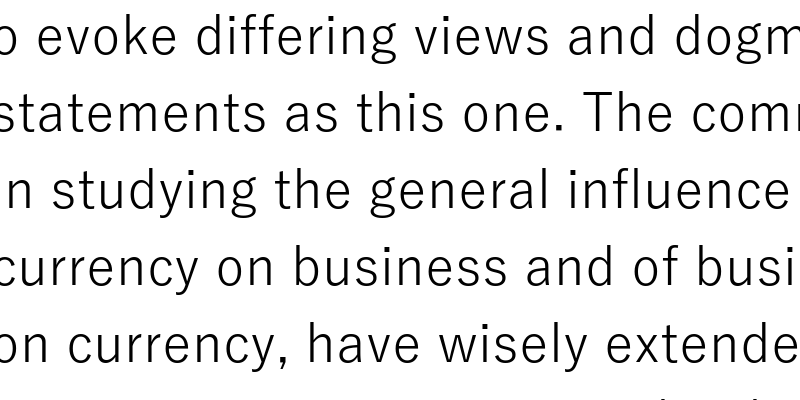 o evoke differing views and dogm
statements as this one. The com
n studying the general influence
currency on business and of busi
on currency, have wisely extende